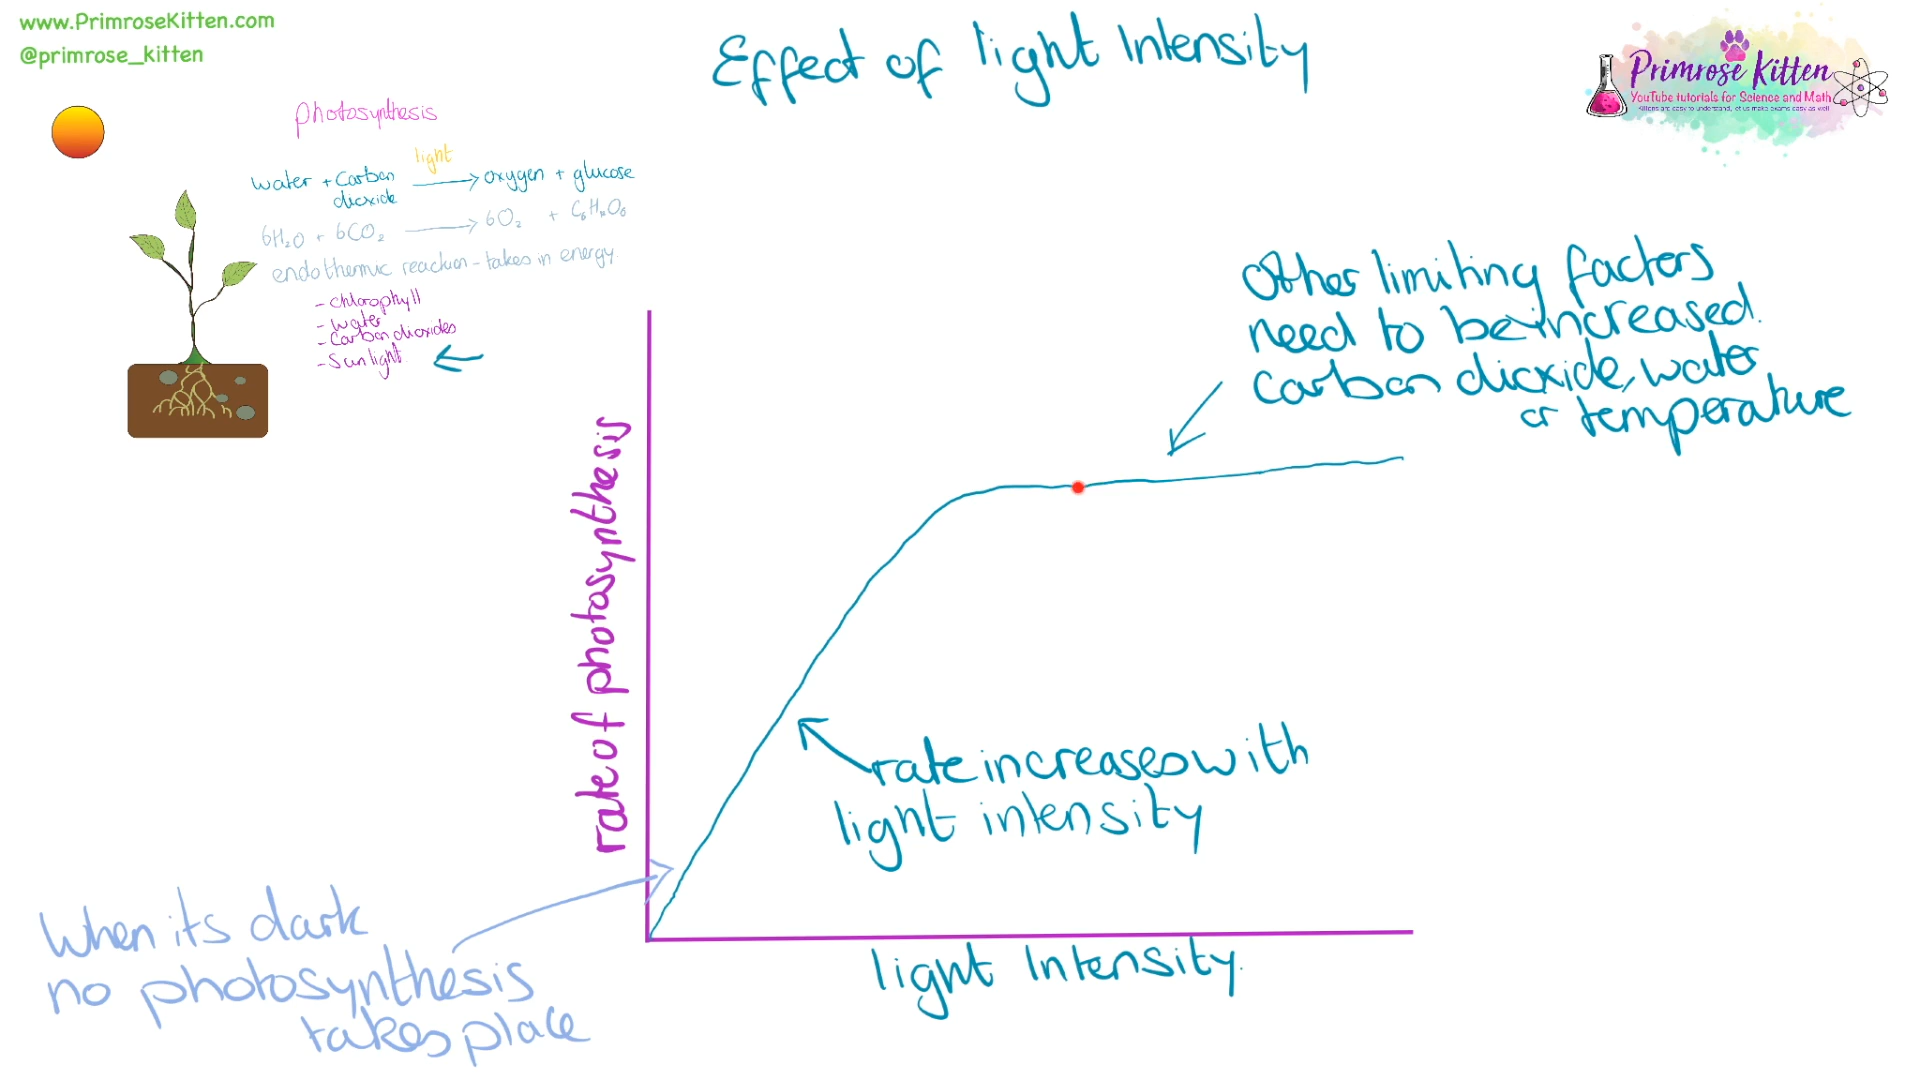 www.PrimroseKitten.com
@primrose_kitten
Effect of light Intensity
Primrose Kitten
YouTube tutorials for Science and Math
Photosynthesis
light
water + Carbon dioxide → oxygen + glucose
6H₂O + 6CO₂ → 6O₂ + C₆H₁₂O₆
endothermic reaction - takes in energy.
- chlorophyll
- water
- Carbon dioxides
- Sunlight
Other limiting factors
need to be increased.
Carbon dioxide, water
or temperature
rate of photosynthesis
rate increases with
light intensity
When its dark
no photosynthesis
takes place
light Intensity.